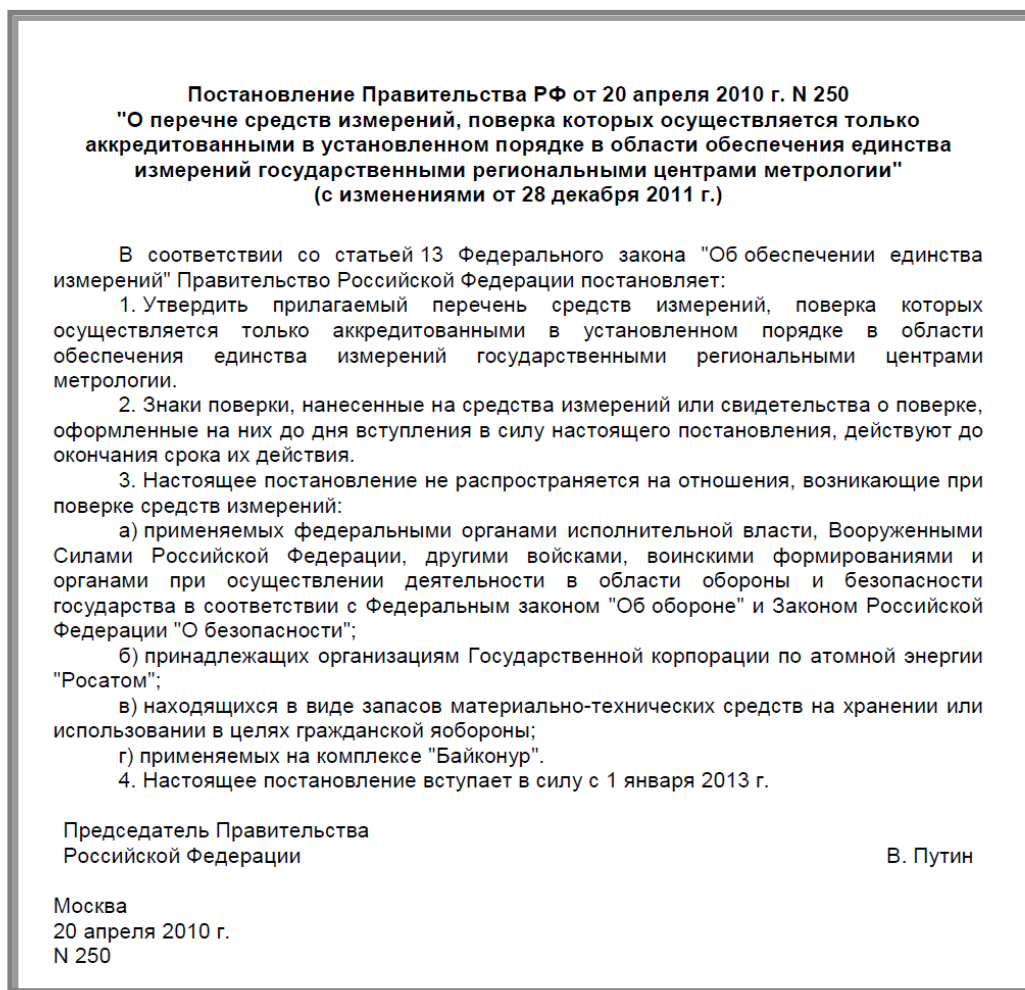 Постановление Правительства РФ от 20 апреля 2010 г. N 250
"О перечне средств измерений, поверка которых осуществляется только
аккредитованными в установленном порядке в области обеспечения единства
измерений государственными региональными центрами метрологии"
(с изменениями от 28 декабря 2011 г.)
В соответствии со статьей 13 Федерального закона "Об обеспечении единства
измерений" Правительство Российской Федерации постановляет:
1. Утвердить прилагаемый перечень средств измерений, поверка которых
осуществляется только аккредитованными в установленном порядке в области
обеспечения единства измерений государственными региональными центрами
метрологии.
2. Знаки поверки, нанесенные на средства измерений или свидетельства о поверке,
оформленные на них до дня вступления в силу настоящего постановления, действуют до
окончания срока их действия.
3. Настоящее постановление не распространяется на отношения, возникающие при
поверке средств измерений:
а) применяемых федеральными органами исполнительной власти, Вооруженными
Силами Российской Федерации, другими войсками, воинскими формированиями и
органами при осуществлении деятельности в области обороны и безопасности
государства в соответствии с Федеральным законом "Об обороне" и Законом Российской
Федерации "О безопасности";
б) принадлежащих организациям Государственной корпорации по атомной энергии
"Росатом";
в) находящихся в виде запасов материально-технических средств на хранении или
использовании в целях гражданской яобороны;
г) применяемых на комплексе "Байконур".
4. Настоящее постановление вступает в силу с 1 января 2013 г.
Председатель Правительства
Российской Федерации В. Путин
Москва
20 апреля 2010 г.
N 250